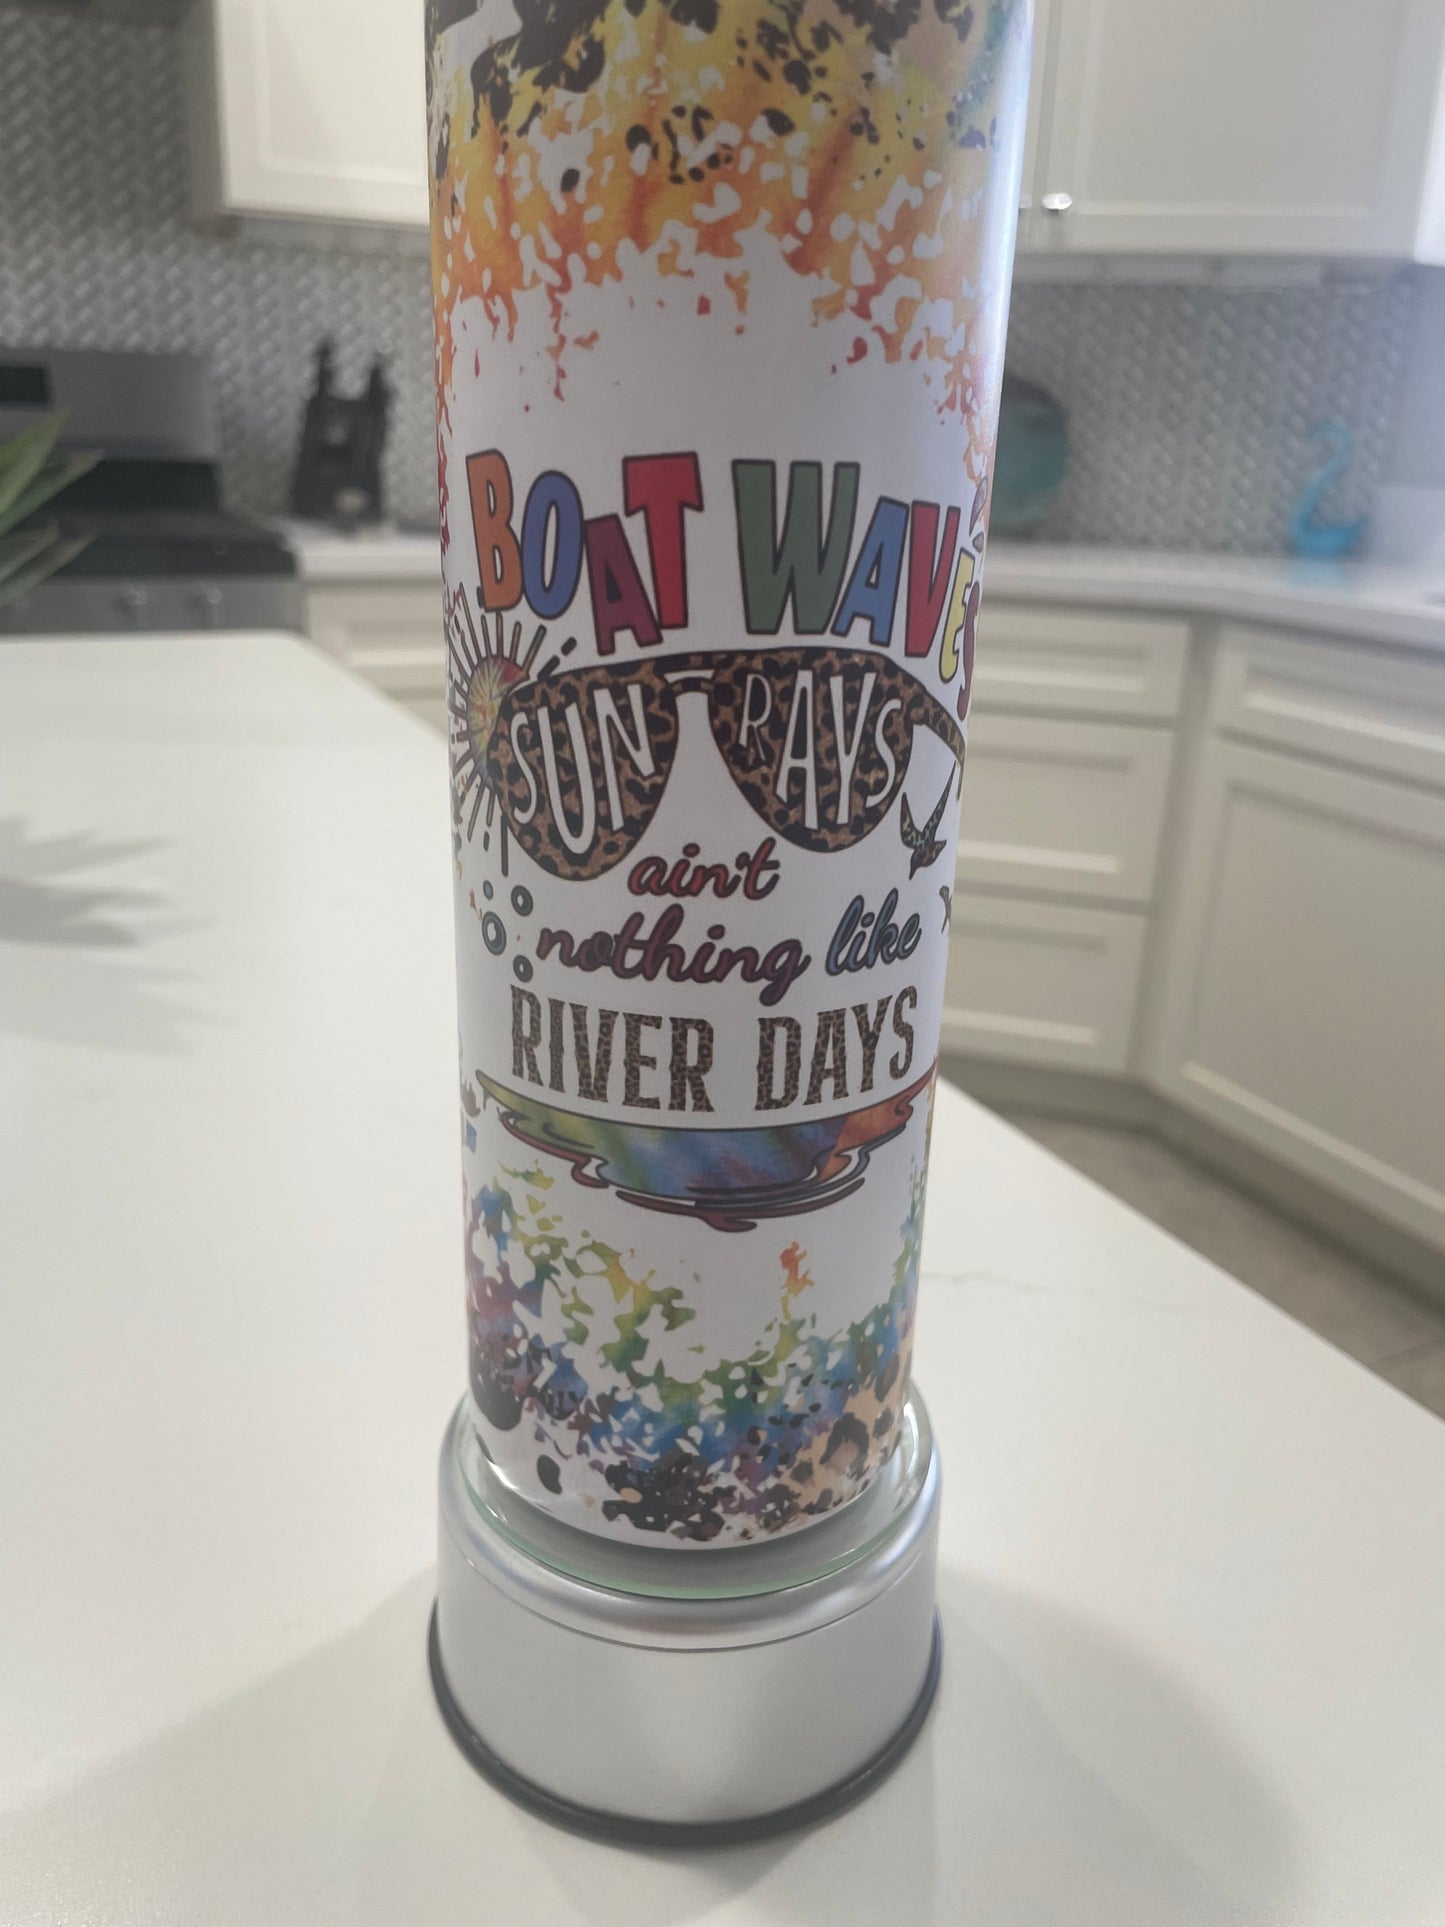 BOAT WAVES
SUN RAYS
ain't
nothing like
RIVER DAYS